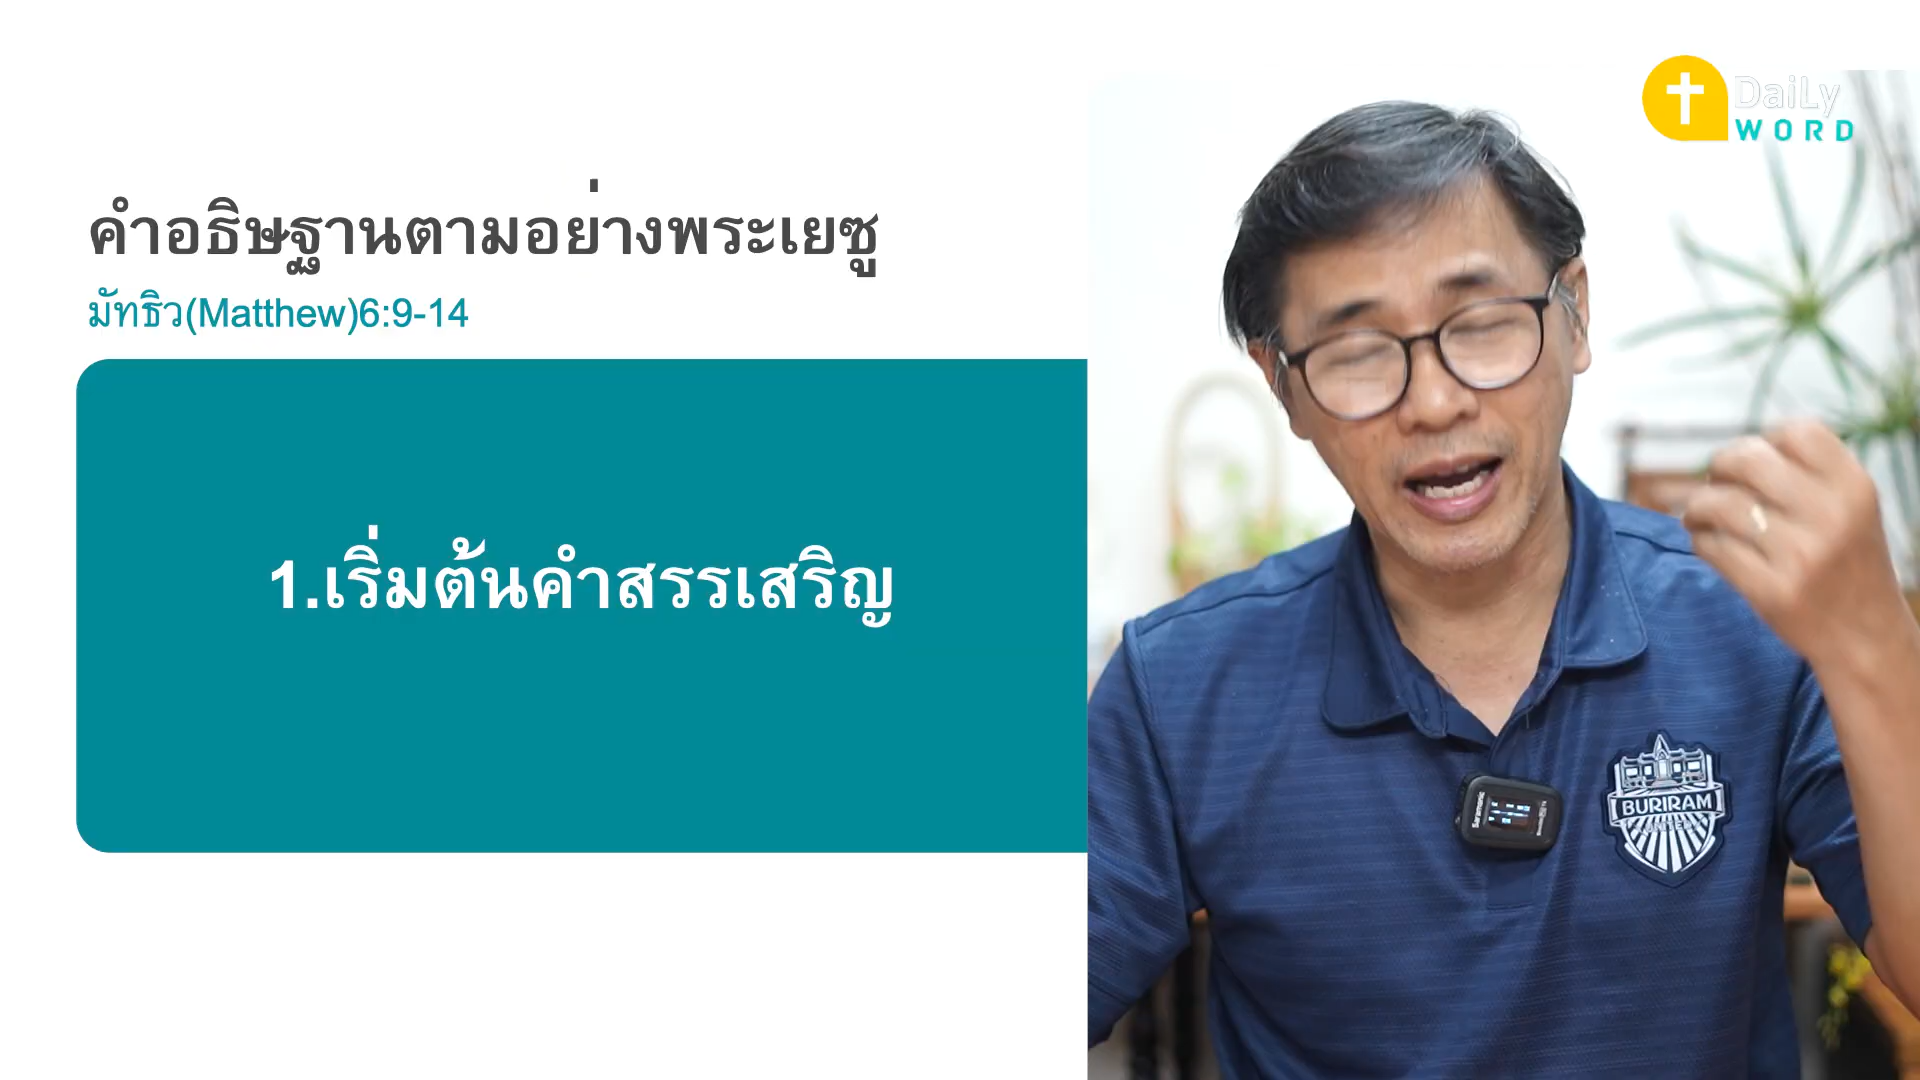 DaiLy
WORD
คำอธิษฐานตามอย่างพระเยซู
มัทธิว(Matthew)6:9-14
1.เริ่มต้นคำสรรเสริญ
Saramonic
BURIRAM
UNITED